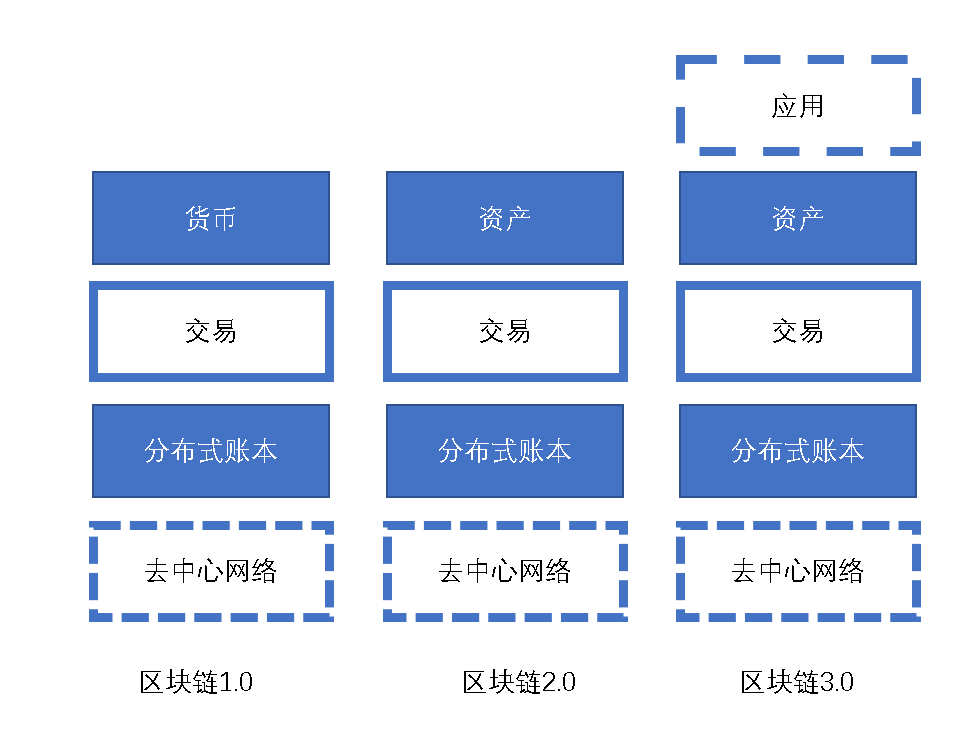 应用
货币
资产
资产
交易
交易
交易
分布式账本
分布式账本
分布式账本
去中心网络
去中心网络
去中心网络
区块链1.0
区块链2.0
区块链3.0